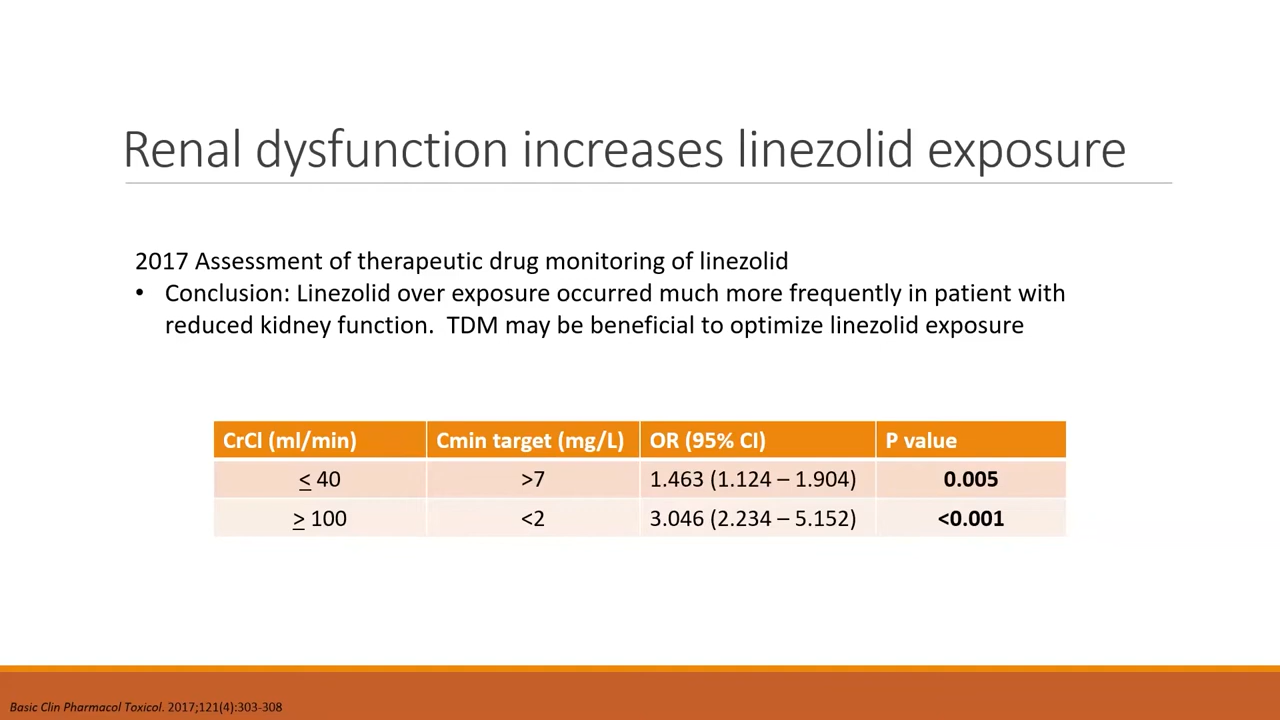 Renal dysfunction increases linezolid exposure
2017 Assessment of therapeutic drug monitoring of linezolid
• Conclusion: Linezolid over exposure occurred much more frequently in patient with
reduced kidney function. TDM may be beneficial to optimize linezolid exposure
CrCl (ml/min) Cmin target (mg/L) OR (95% CI) P value
≤ 40 >7 1.463 (1.124 – 1.904) 0.005
≥ 100 <2 3.046 (2.234 – 5.152) <0.001
Basic Clin Pharmacol Toxicol. 2017;121(4):303-308